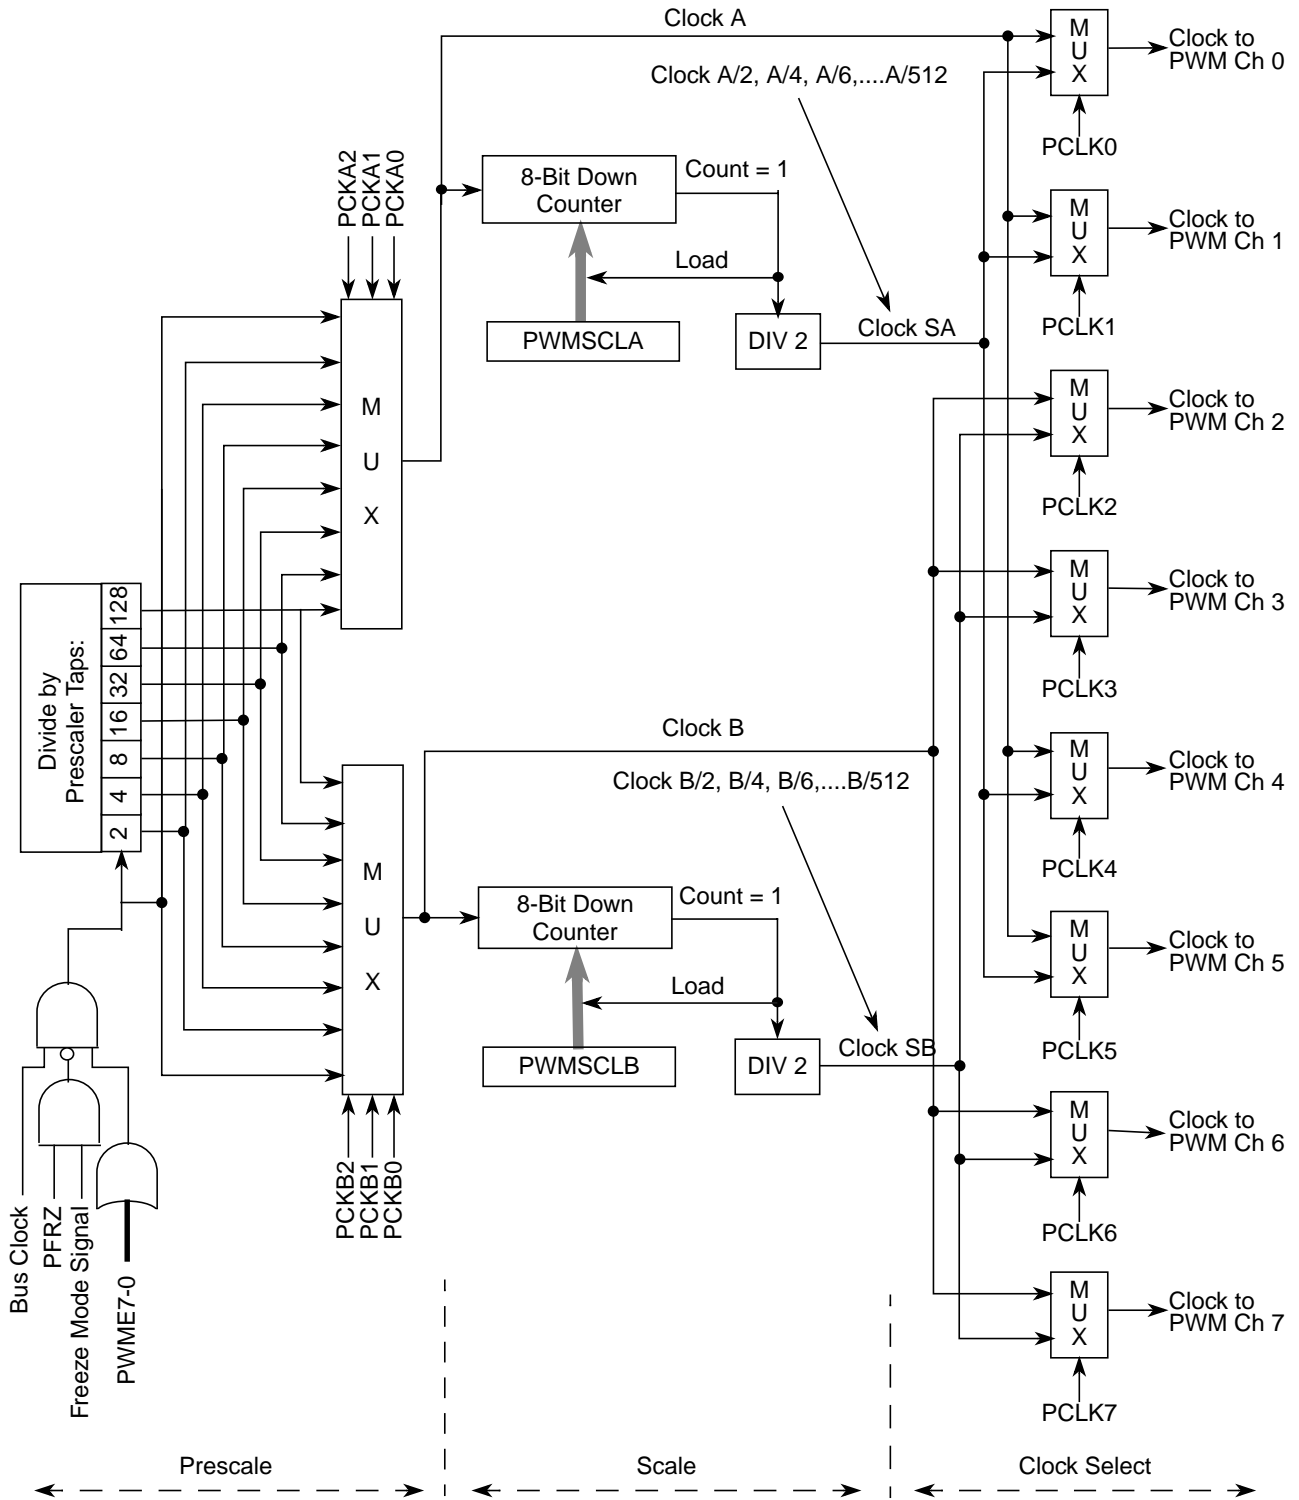 Clock A
Clock A/2, A/4, A/6,....A/512
M
U
X
Clock to
PWM Ch 0
PCLK0
PCKA2
PCKA1
PCKA0
8-Bit Down
Counter
Count = 1
Load
PWMSCLA
DIV 2
Clock SA
M
U
X
Clock to
PWM Ch 1
PCLK1
M
U
X
M
U
X
Clock to
PWM Ch 2
PCLK2
M
U
X
Clock to
PWM Ch 3
PCLK3
Divide by
Prescaler Taps:
128
64
32
16
8
4
2
Clock B
Clock B/2, B/4, B/6,....B/512
M
U
X
Clock to
PWM Ch 4
PCLK4
M
U
X
8-Bit Down
Counter
Count = 1
Load
PWMSCLB
DIV 2
Clock SB
M
U
X
Clock to
PWM Ch 5
PCLK5
PCKB2
PCKB1
PCKB0
M
U
X
Clock to
PWM Ch 6
PCLK6
Bus Clock
PFRZ
Freeze Mode Signal
PWME7-0
M
U
X
Clock to
PWM Ch 7
PCLK7
Prescale
Scale
Clock Select